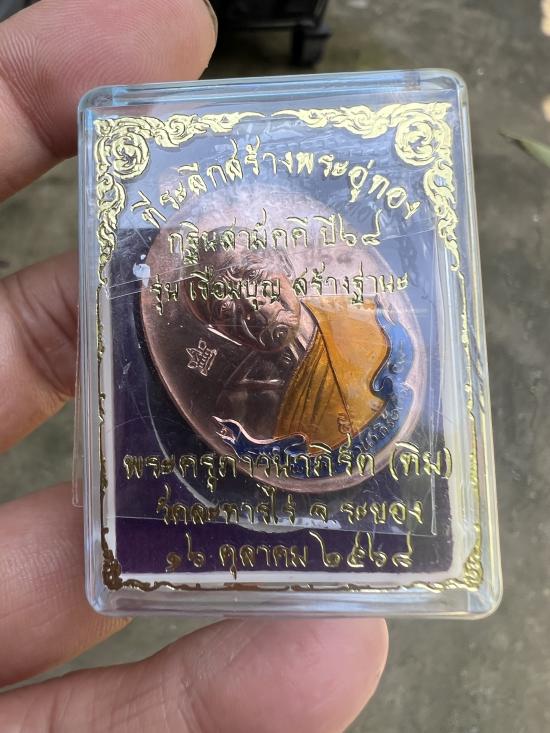 ที่ระลึกสร้างพระอู่ทอง
กฐินสามัคคี ปี๖๘
รุ่น เชื่อมบุญ สร้างฐานะ
พระครูภาวนาภิรัต (ทิม)
วัดละหารไร่ จ.ระยอง
๑๖ ตุลาคม ๒๕๖๘